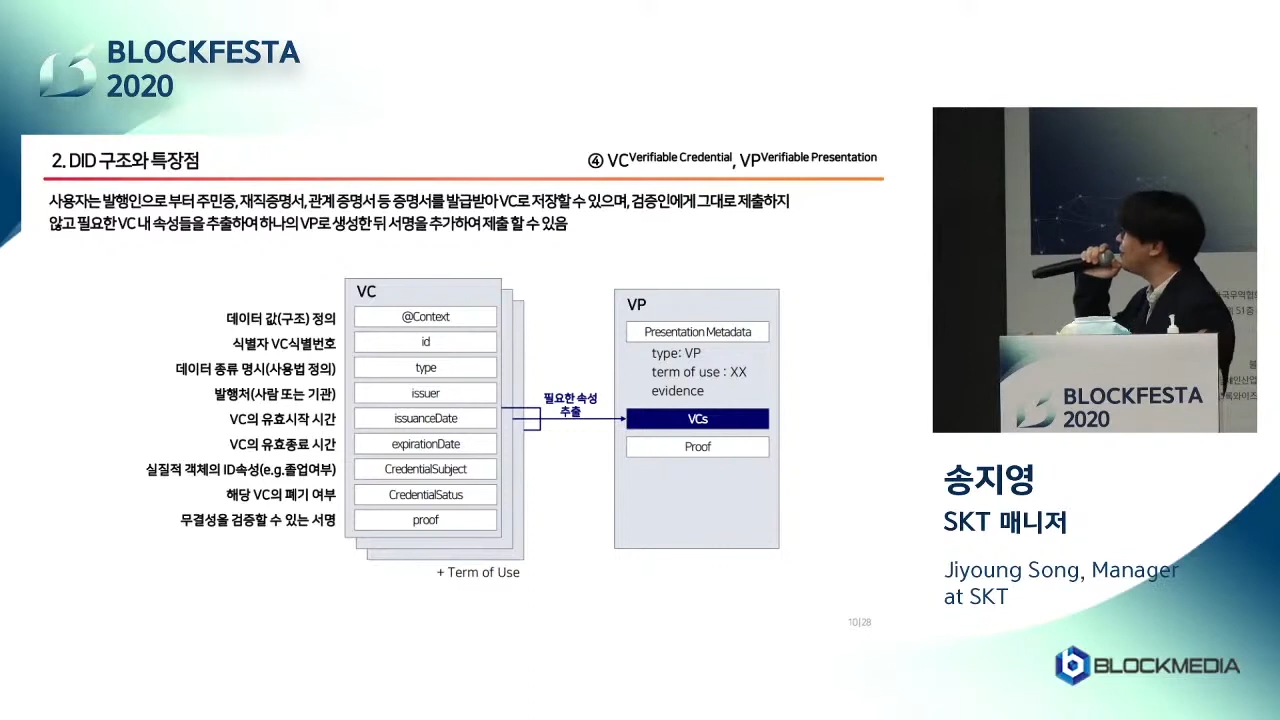 BLOCKFESTA
2020
2. DID 구조와 특장점
④ VC Verifiable Credential, VP Verifiable Presentation
사용자는 발행인으로 부터 주민증, 재직증명서, 관계 증명서 등 증명서를 발급받아 VC로 저장할 수 있으며, 검증인에게 그대로 제출하지
않고 필요한 VC 내 속성들을 추출하여 하나의 VP로 생성한 뒤 서명을 추가하여 제출 할 수 있음
VC
데이터 값(구조) 정의
@Context
식별자 VC식별번호
id
데이터 종류 명시(사용법 정의)
type
발행처(사람 또는 기관)
issuer
VC의 유효시작 시간
issuanceDate
VC의 유효종료 시간
expirationDate
실질적 객체의 ID속성(e.g.졸업여부)
CredentialSubject
해당 VC의 폐기 여부
CredentialSatus
무결성을 검증할 수 있는 서명
proof
+ Term of Use
필요한 속성
추출
VP
Presentation Metadata
type: VP
term of use : XX
evidence
VCs
Proof
10|28
BLOCKFESTA
2020
송지영
SKT 매니저
Jiyoung Song, Manager
at SKT
BLOCKMEDIA